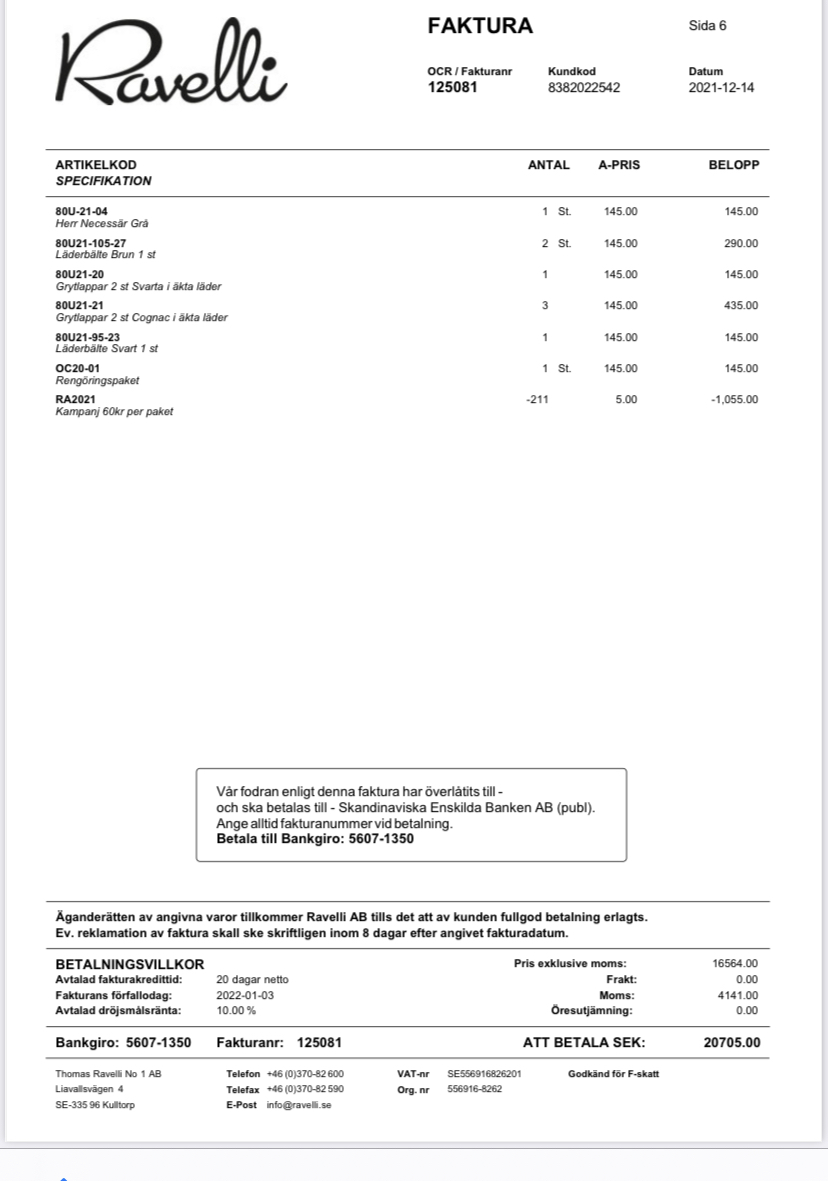 Ravelli
FAKTURA
Sida 6
OCR / Fakturanr Kundkod Datum
125081 8382022542 2021-12-14
ARTIKELKOD ANTAL A-PRIS BELOPP
SPECIFIKATION
80U-21-04 1 St. 145.00 145.00
Herr Necessär Grå
80U21-105-27 2 St. 145.00 290.00
Läderbälte Brun 1 st
80U21-20 1 145.00 145.00
Grytlappar 2 st Svarta i äkta läder
80U21-21 3 145.00 435.00
Grytlappar 2 st Cognac i äkta läder
80U21-95-23 1 145.00 145.00
Läderbälte Svart 1 st
OC20-01 1 St. 145.00 145.00
Rengöringspaket
RA2021 -211 5.00 -1,055.00
Kampanj 60kr per paket
Vår fodran enligt denna faktura har överlåtits till -
och ska betalas till - Skandinaviska Enskilda Banken AB (publ).
Ange alltid fakturanummer vid betalning.
Betala till Bankgiro: 5607-1350
Äganderätten av angivna varor tillkommer Ravelli AB tills det att av kunden fullgod betalning erlagts.
Ev. reklamation av faktura skall ske skriftligen inom 8 dagar efter angivet fakturadatum.
BETALNINGSVILLKOR Pris exklusive moms: 16564.00
Avtalad fakturakredittid: 20 dagar netto Frakt: 0.00
Fakturans förfallodag: 2022-01-03 Moms: 4141.00
Avtalad dröjsmålsränta: 10.00 % Öresutjämning: 0.00
Bankgiro: 5607-1350 Fakturanr: 125081 ATT BETALA SEK: 20705.00
Thomas Ravelli No 1 AB Telefon +46 (0)370-82 600 VAT-nr SE556916826201 Godkänd för F-skatt
Liavallsvägen 4 Telefax +46 (0)370-82 590 Org. nr 556916-8262
SE-335 96 Kulltorp E-Post info@ravelli.se